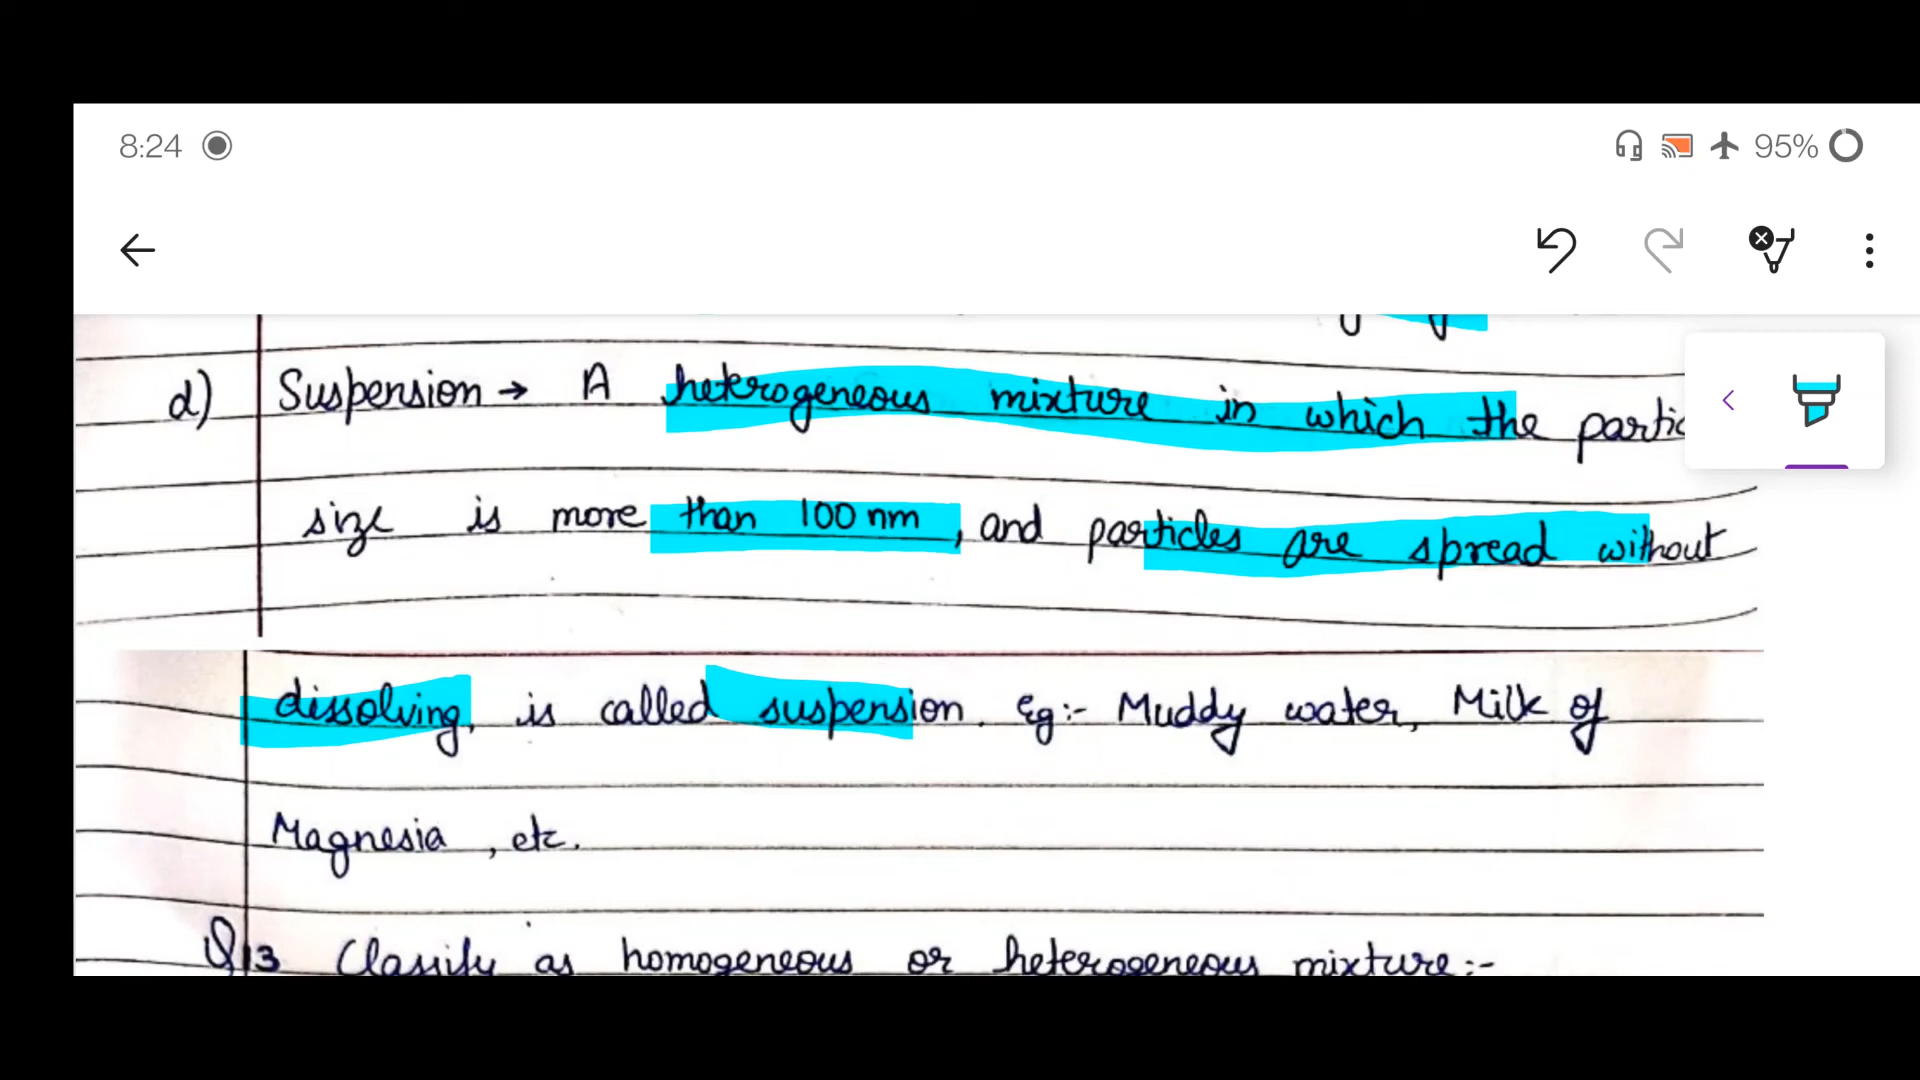 8:24 95%
d) Suspension → A hetrogeneous mixture in which the partic
size is more than 100 nm, and particles are spread without
dissolving, is called suspension. Eg:- Muddy water, Milk of
Magnesia, etc.
Q13 Classify as homogeneous or heterogeneous mixture:-